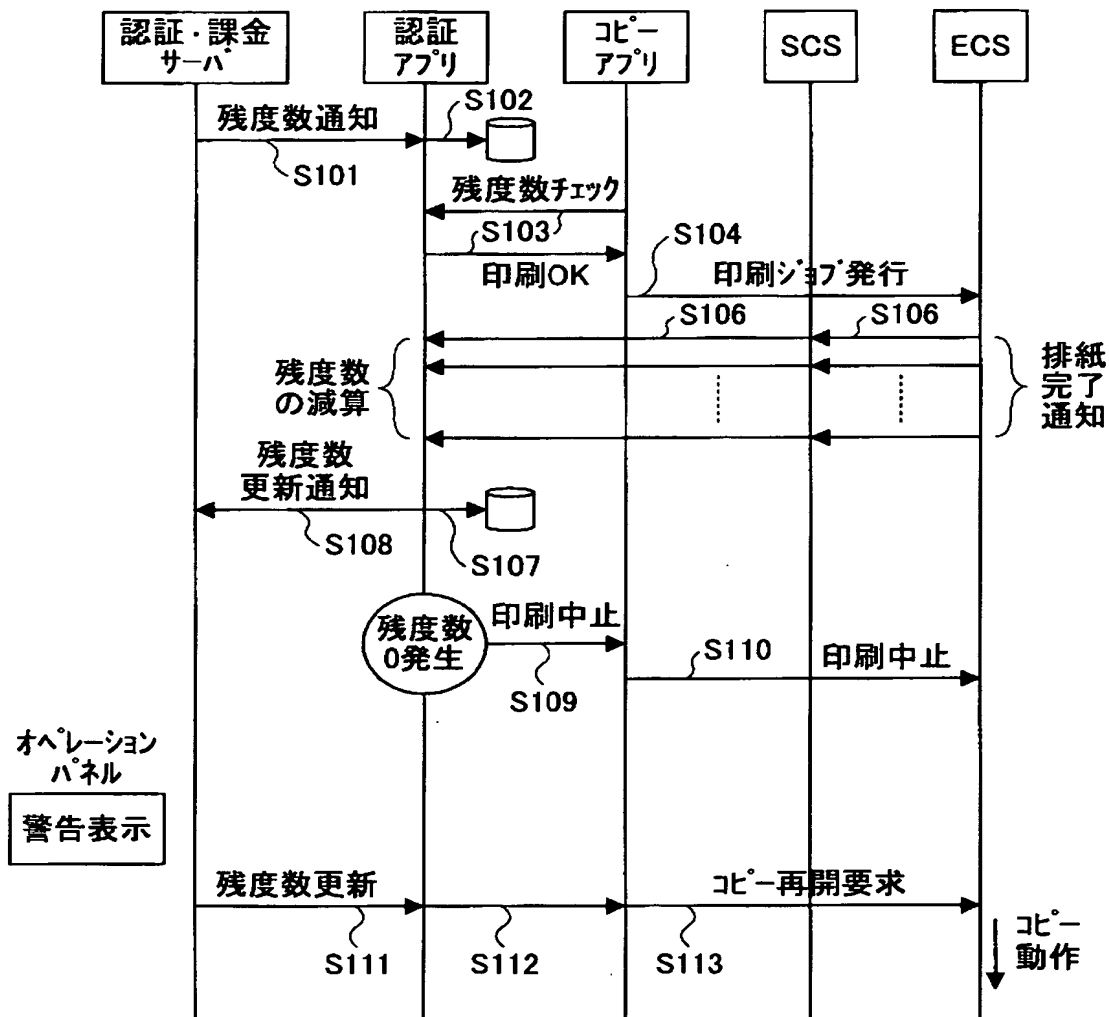 認証・課金
サーバ
認証
アプリ
コピー
アプリ
SCS
ECS
残度数通知
S102
S101
残度数チェック
S103
印刷OK
S104
印刷ジョブ発行
S106
S106
残度数
の減算
排紙
完了
通知
残度数
更新通知
S108
S107
残度数
0発生
印刷中止
S109
S110
印刷中止
オペレーション
パネル
警告表示
残度数更新
コピー再開要求
S111
S112
S113
コピー
動作